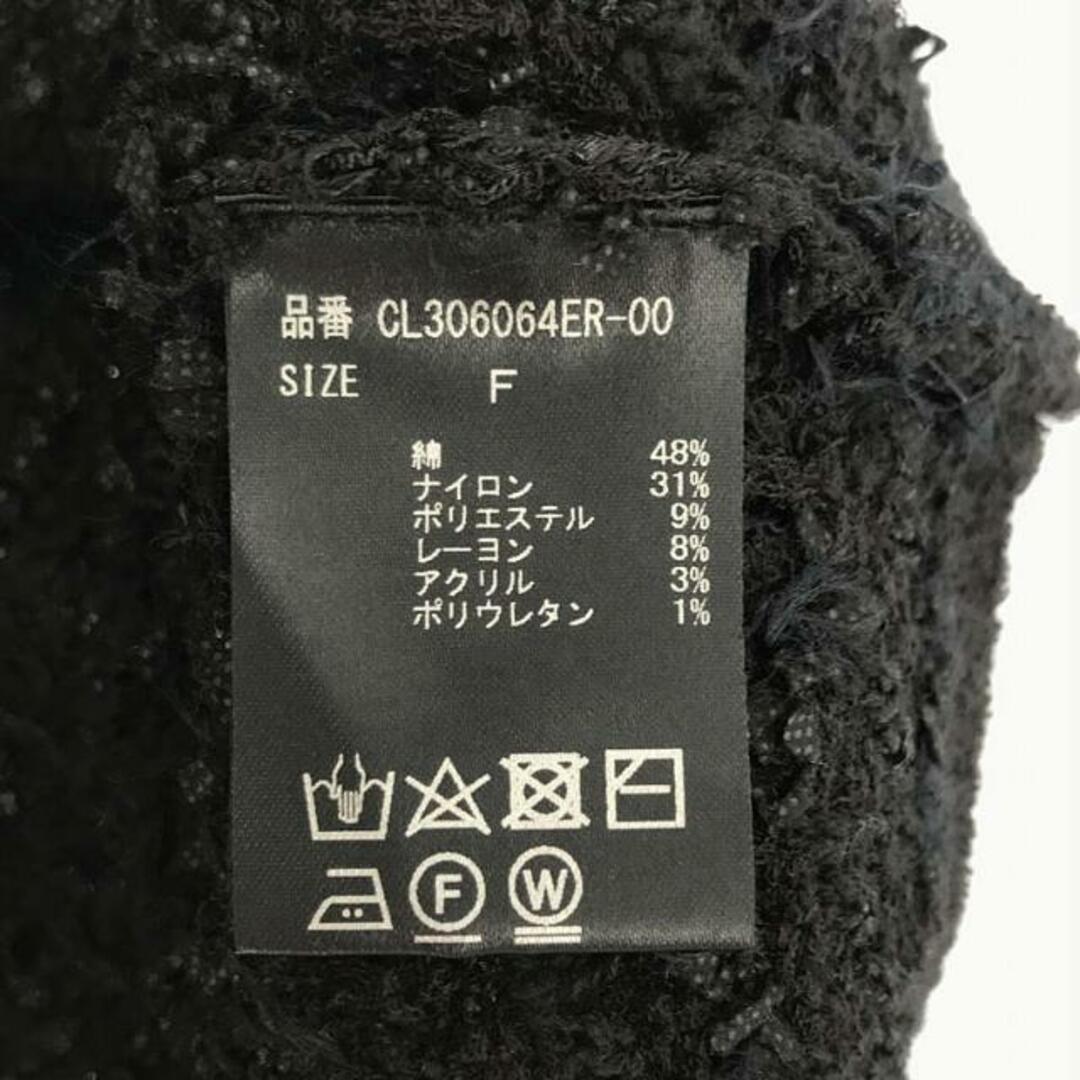 品番 CL306064ER-00
SIZE F
綿 48%
ナイロン 31%
ポリエステル 9%
レーヨン 8%
アクリル 3%
ポリウレタン 1%
F W